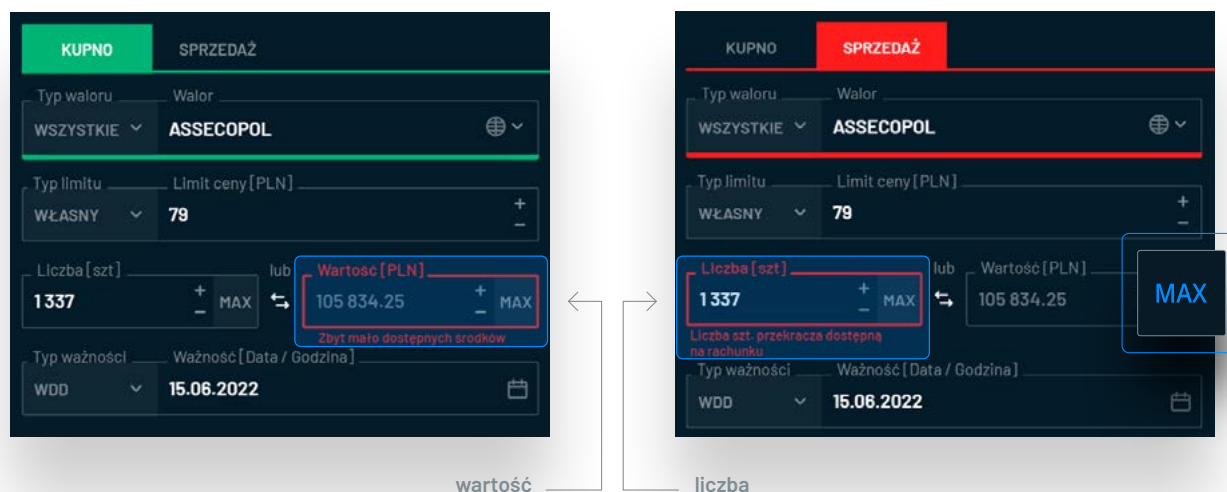 KUPNO SPRZEDAŻ
Typ waloru Walor
WSZYSTKIE ASSECOPOL
Typ limitu Limit ceny [PLN]
WŁASNY 79
Liczba [szt] lub Wartość [PLN]
1 337 MAX 105 834.25 MAX
Zbyt mało dostępnych środków
Typ ważności Ważność [Data / Godzina]
WDD 15.06.2022
wartość
KUPNO SPRZEDAŻ
Typ waloru Walor
WSZYSTKIE ASSECOPOL
Typ limitu Limit ceny [PLN]
WŁASNY 79
Liczba [szt] lub Wartość [PLN]
1 337 MAX 105 834.25 MAX
Liczba szt. przekracza dostępną
na rachunku
Typ ważności Ważność [Data / Godzina]
WDD 15.06.2022
liczba